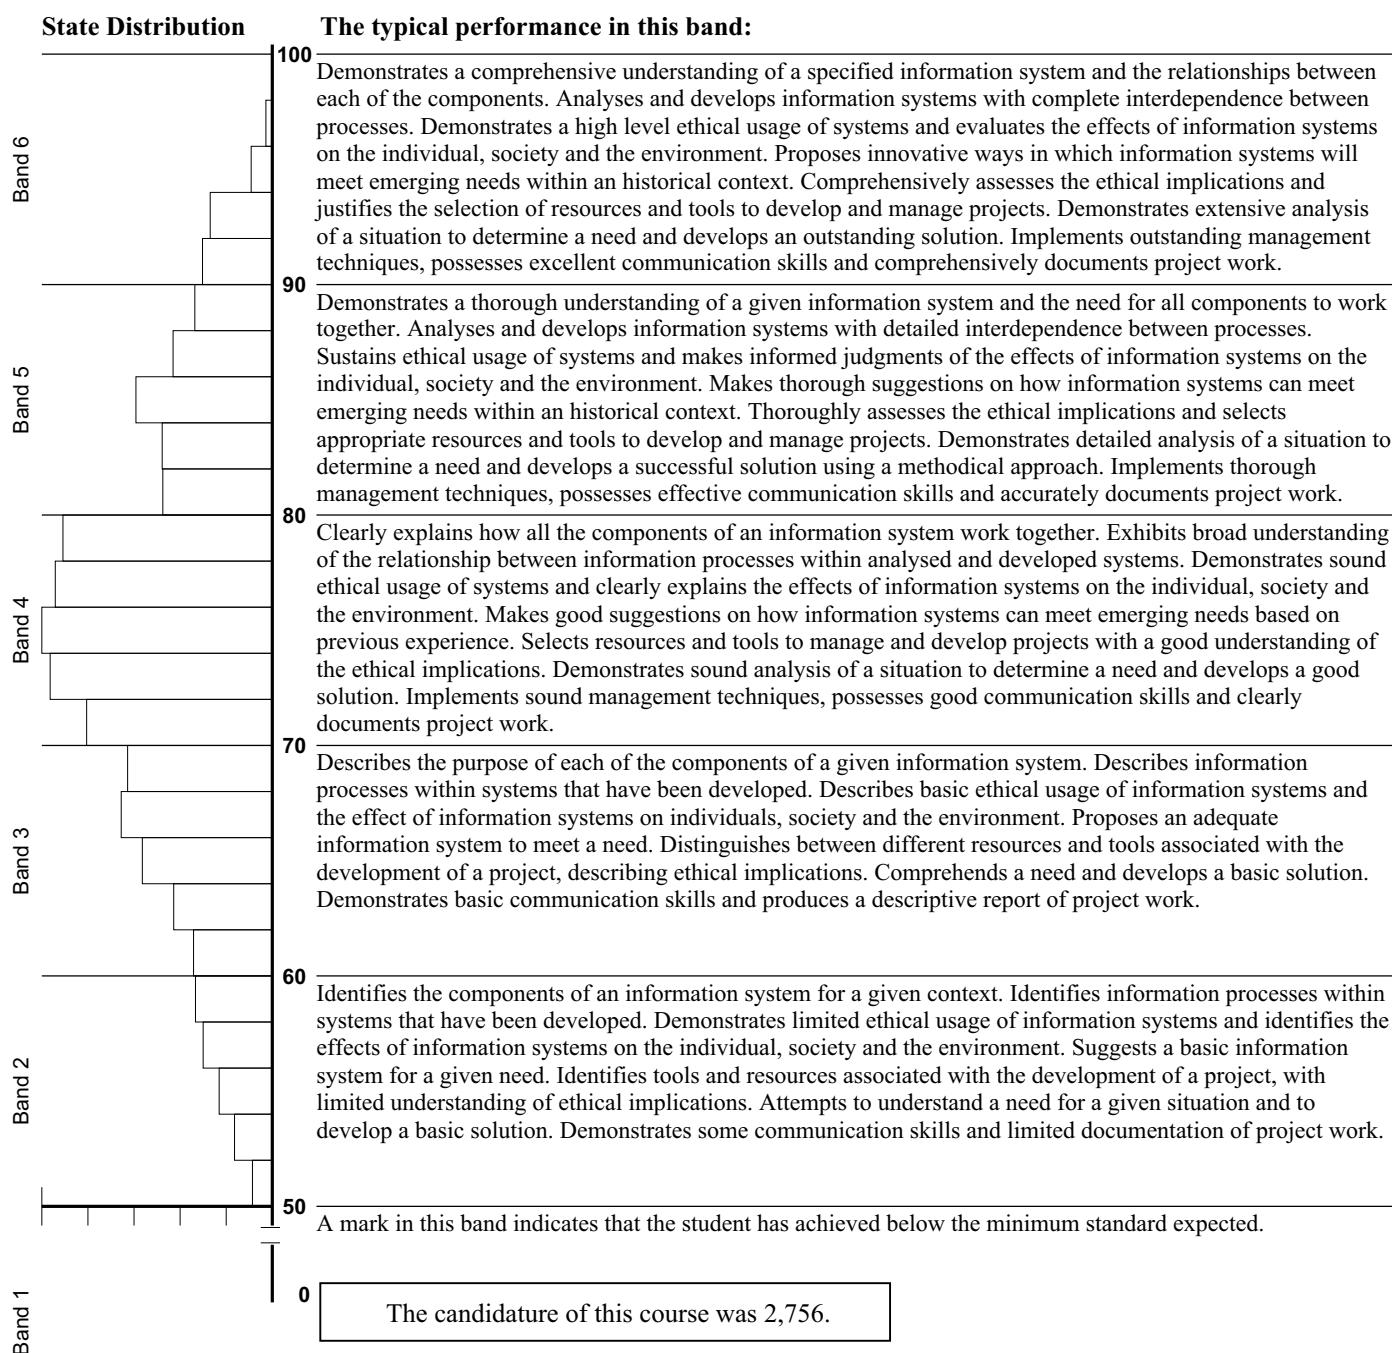 State Distribution
The typical performance in this band:
100
Band 6
Demonstrates a comprehensive understanding of a specified information system and the relationships between
each of the components. Analyses and develops information systems with complete interdependence between
processes. Demonstrates a high level ethical usage of systems and evaluates the effects of information systems
on the individual, society and the environment. Proposes innovative ways in which information systems will
meet emerging needs within an historical context. Comprehensively assesses the ethical implications and
justifies the selection of resources and tools to develop and manage projects. Demonstrates extensive analysis
of a situation to determine a need and develops an outstanding solution. Implements outstanding management
techniques, possesses excellent communication skills and comprehensively documents project work.
90
Band 5
Demonstrates a thorough understanding of a given information system and the need for all components to work
together. Analyses and develops information systems with detailed interdependence between processes.
Sustains ethical usage of systems and makes informed judgments of the effects of information systems on the
individual, society and the environment. Makes thorough suggestions on how information systems can meet
emerging needs within an historical context. Thoroughly assesses the ethical implications and selects
appropriate resources and tools to develop and manage projects. Demonstrates detailed analysis of a situation to
determine a need and develops a successful solution using a methodical approach. Implements thorough
management techniques, possesses effective communication skills and accurately documents project work.
80
Band 4
Clearly explains how all the components of an information system work together. Exhibits broad understanding
of the relationship between information processes within analysed and developed systems. Demonstrates sound
ethical usage of systems and clearly explains the effects of information systems on the individual, society and
the environment. Makes good suggestions on how information systems can meet emerging needs based on
previous experience. Selects resources and tools to manage and develop projects with a good understanding of
the ethical implications. Demonstrates sound analysis of a situation to determine a need and develops a good
solution. Implements sound management techniques, possesses good communication skills and clearly
documents project work.
70
Band 3
Describes the purpose of each of the components of a given information system. Describes information
processes within systems that have been developed. Describes basic ethical usage of information systems and
the effect of information systems on individuals, society and the environment. Proposes an adequate
information system to meet a need. Distinguishes between different resources and tools associated with the
development of a project, describing ethical implications. Comprehends a need and develops a basic solution.
Demonstrates basic communication skills and produces a descriptive report of project work.
60
Band 2
Identifies the components of an information system for a given context. Identifies information processes within
systems that have been developed. Demonstrates limited ethical usage of information systems and identifies the
effects of information systems on the individual, society and the environment. Suggests a basic information
system for a given need. Identifies tools and resources associated with the development of a project, with
limited understanding of ethical implications. Attempts to understand a need for a given situation and to
develop a basic solution. Demonstrates some communication skills and limited documentation of project work.
50
A mark in this band indicates that the student has achieved below the minimum standard expected.
0
Band 1
The candidature of this course was 2,756.